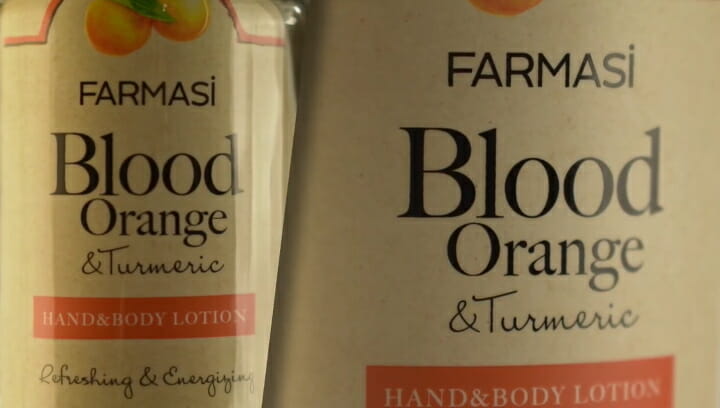 FARMASİ
Blood
Orange
&Turmeric
HAND&BODY LOTION
Refreshing & Energizing
FARMASİ
Blood
Orange
&Turmeric
HAND&BODY LOTION